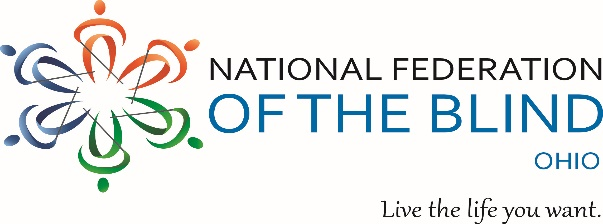 NATIONAL FEDERATION
OF THE BLIND
OHIO
Live the life you want.